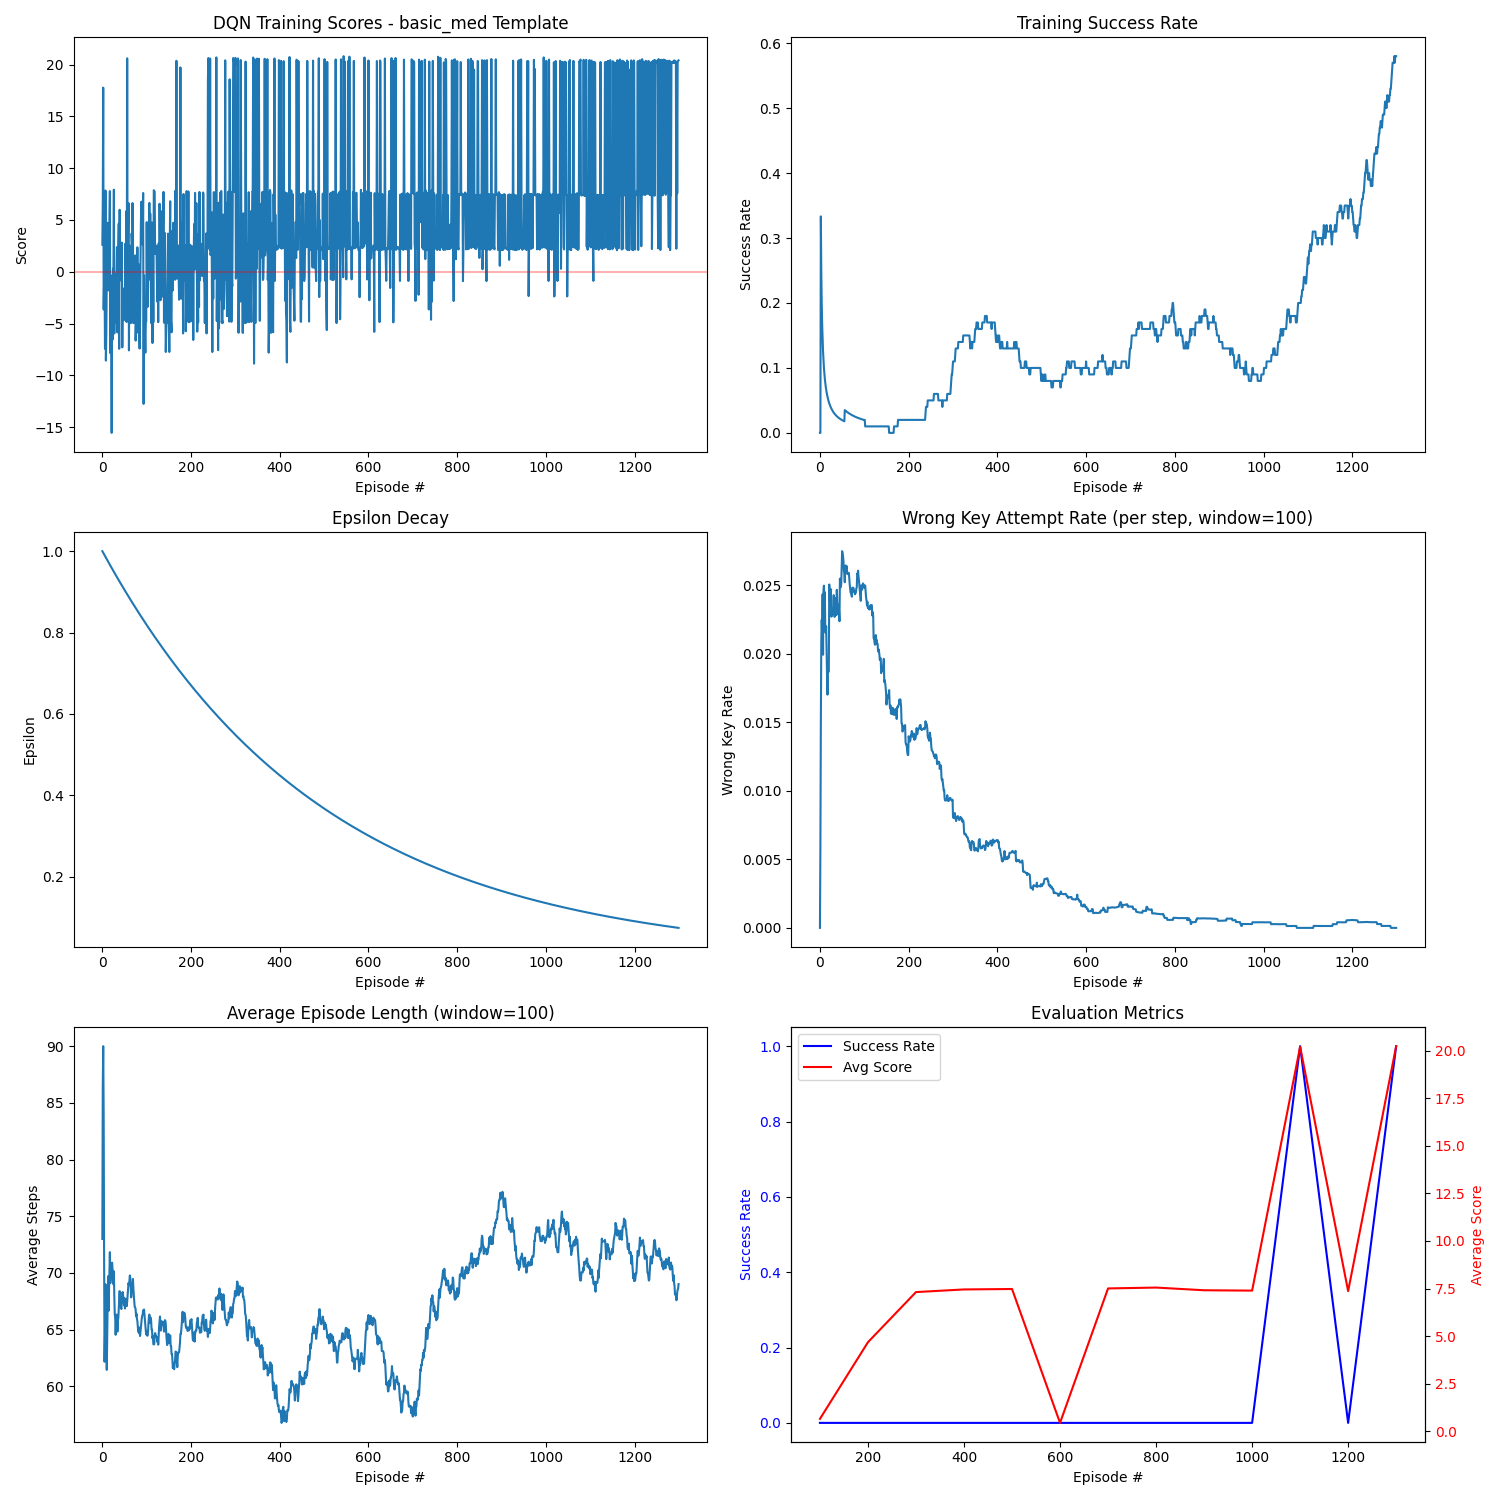 DQN Training Scores - basic_med Template
Score
20
15
10
5
0
−5
−10
−15
0 200 400 600 800 1000 1200
Episode #
Training Success Rate
Success Rate
0.6
0.5
0.4
0.3
0.2
0.1
0.0
0 200 400 600 800 1000 1200
Episode #
Epsilon Decay
Epsilon
1.0
0.8
0.6
0.4
0.2
0 200 400 600 800 1000 1200
Episode #
Wrong Key Attempt Rate (per step, window=100)
Wrong Key Rate
0.025
0.020
0.015
0.010
0.005
0.000
0 200 400 600 800 1000 1200
Episode #
Average Episode Length (window=100)
Average Steps
90
85
80
75
70
65
60
0 200 400 600 800 1000 1200
Episode #
Evaluation Metrics
Success Rate
Avg Score
Success Rate
1.0
0.8
0.6
0.4
0.2
0.0
20.0
17.5
15.0
12.5
10.0
7.5
5.0
2.5
0.0
Average Score
200 400 600 800 1000 1200
Episode #